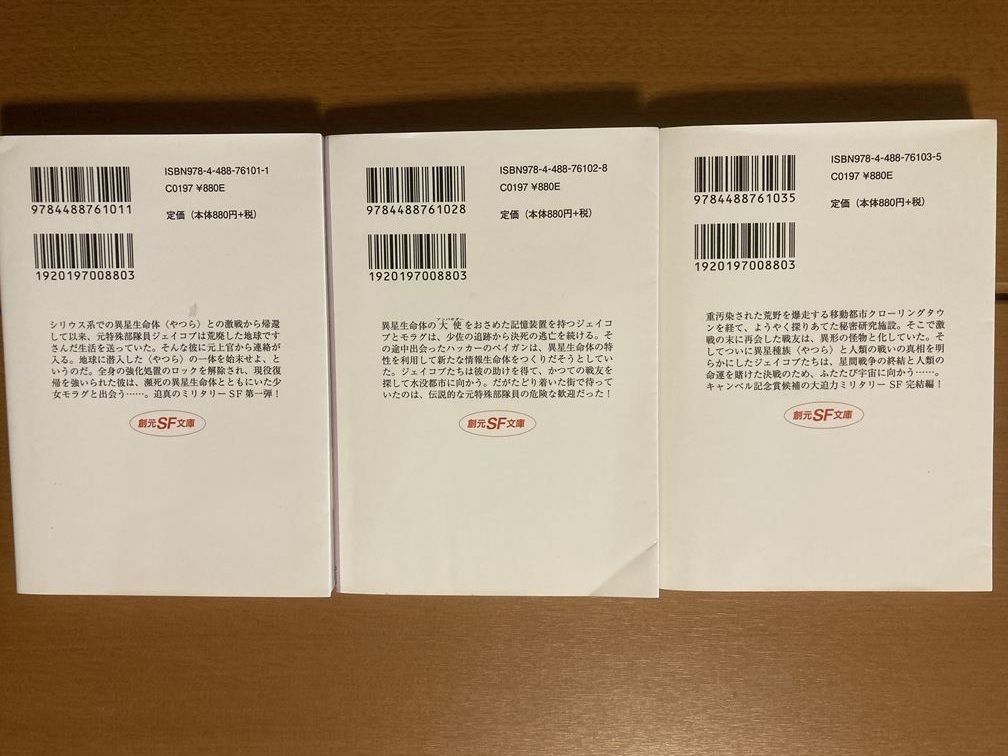 ISBN978-4-488-76101-1
C0197 ¥880E
9784488761011
定価（本体880円+税）
1920197008803
シリウス系での異星生命体〈やつら〉との激戦から帰還
して以来、元特殊部隊員ジェイコブは荒廃した地球です
さんだ生活を送っていた。そんな彼に元上官から連絡が
入る。地球に潜入した〈やつら〉の一体を始末せよ、と
いうのだ。全身の強化処置のロックを解除され、現役復
帰を強いられた彼は、瀕死の異星生命体とともにいた少
女モラグと出会う……。迫真のミリタリーSF第一弾！
創元SF文庫
ISBN978-4-488-76102-8
C0197 ¥880E
9784488761028
定価（本体880円+税）
1920197008803
アンバサダー
異星生命体の大使をおさめた記憶装置を持つジェイコ
ブとモラグは、少佐の追跡から決死の逃亡を続ける。そ
の途中出会ったハッカーのペイガンは、異星生命体の特
性を利用して新たな情報生命体をつくりだそうとしてい
た。ジェイコブたちは彼の助けを得て、かつての戦友を
探して水没都市に向かう。だがたどり着いた街で待って
いたのは、伝説的な元特殊部隊員の危険な歓迎だった！
創元SF文庫
ISBN978-4-488-76103-5
C0197 ¥880E
9784488761035
定価（本体880円+税）
1920197008803
重汚染された荒野を爆走する移動都市クローリングタウ
ンを経て、ようやく探りあてた秘密研究施設。そこで激
戦の末に再会した戦友は、異形の怪物と化していた。そ
してついに異星種族〈やつら〉と人類の戦いの真相を明
らかにしたジェイコブたちは、星間戦争の終結と人類の
命運を賭けた決戦のため、ふたたび宇宙に向かう……。
キャンベル記念賞候補の大迫力ミリタリーSF完結編！
創元SF文庫